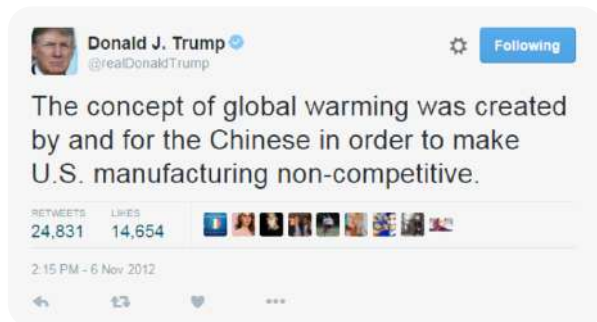 Donald J. Trump
@realDonaldTrump
Following
The concept of global warming was created
by and for the Chinese in order to make
U.S. manufacturing non-competitive.
RETWEETS LIKES
24,831 14,654
2:15 PM - 6 Nov 2012